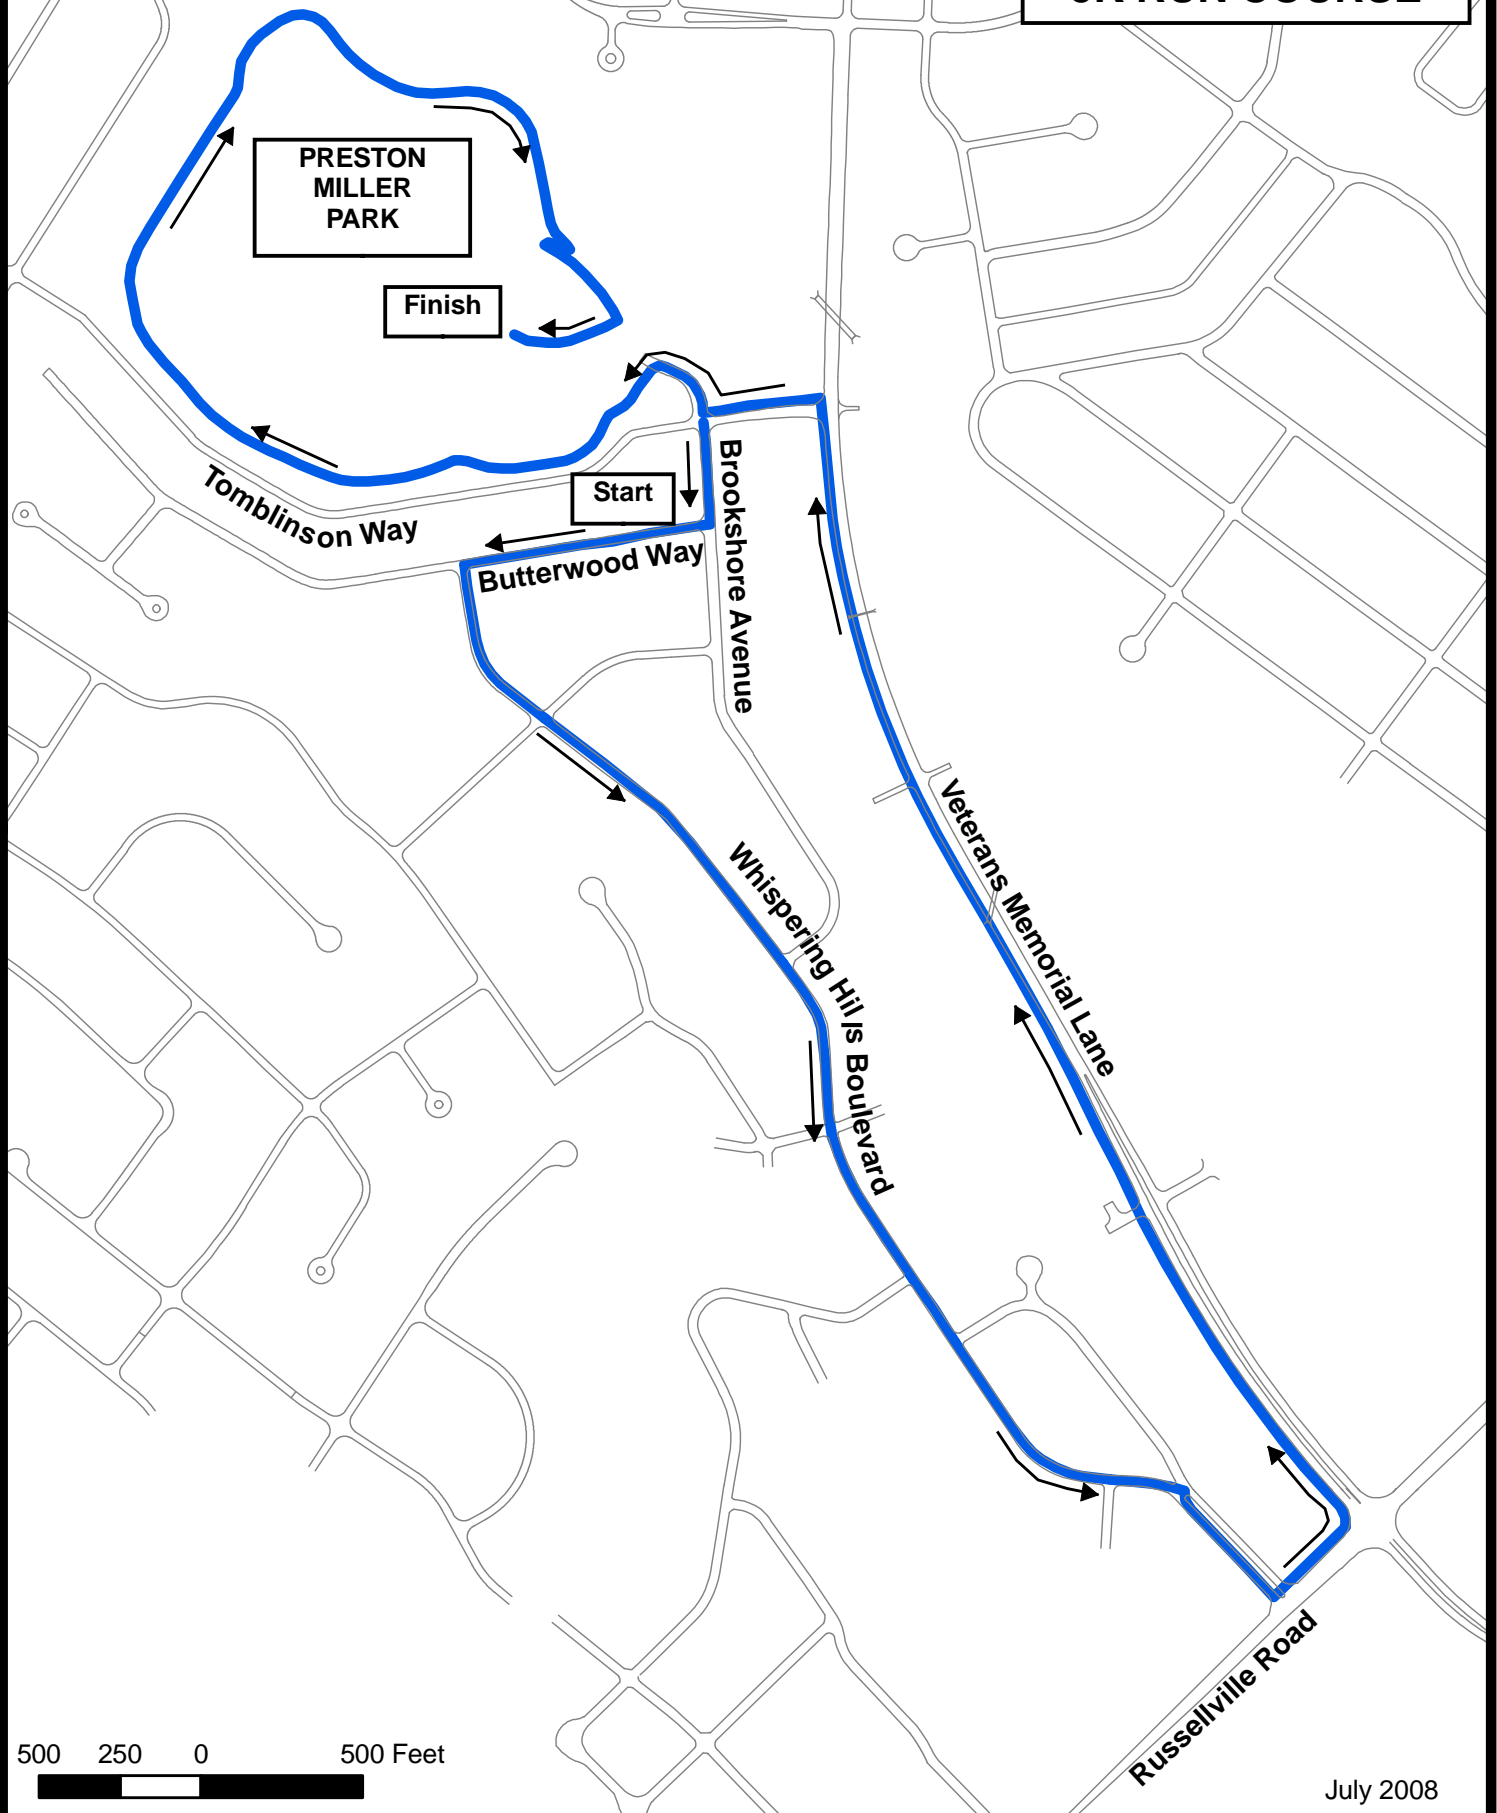 PRESTON
MILLER
PARK
Finish
Start
Tomblinson Way
Butterwood Way
Brookshore Avenue
Whispering Hills Boulevard
Veterans Memorial Lane
Russellville Road
500 250 0 500 Feet
July 2008